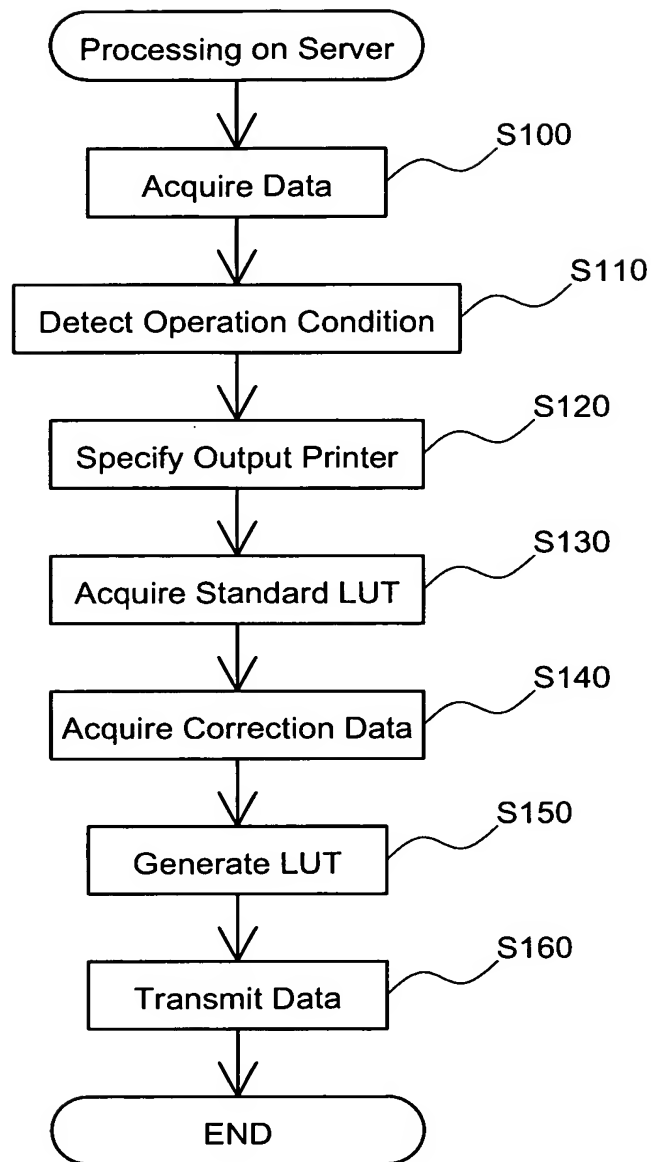 Processing on Server
S100
Acquire Data
S110
Detect Operation Condition
S120
Specify Output Printer
S130
Acquire Standard LUT
S140
Acquire Correction Data
S150
Generate LUT
S160
Transmit Data
END